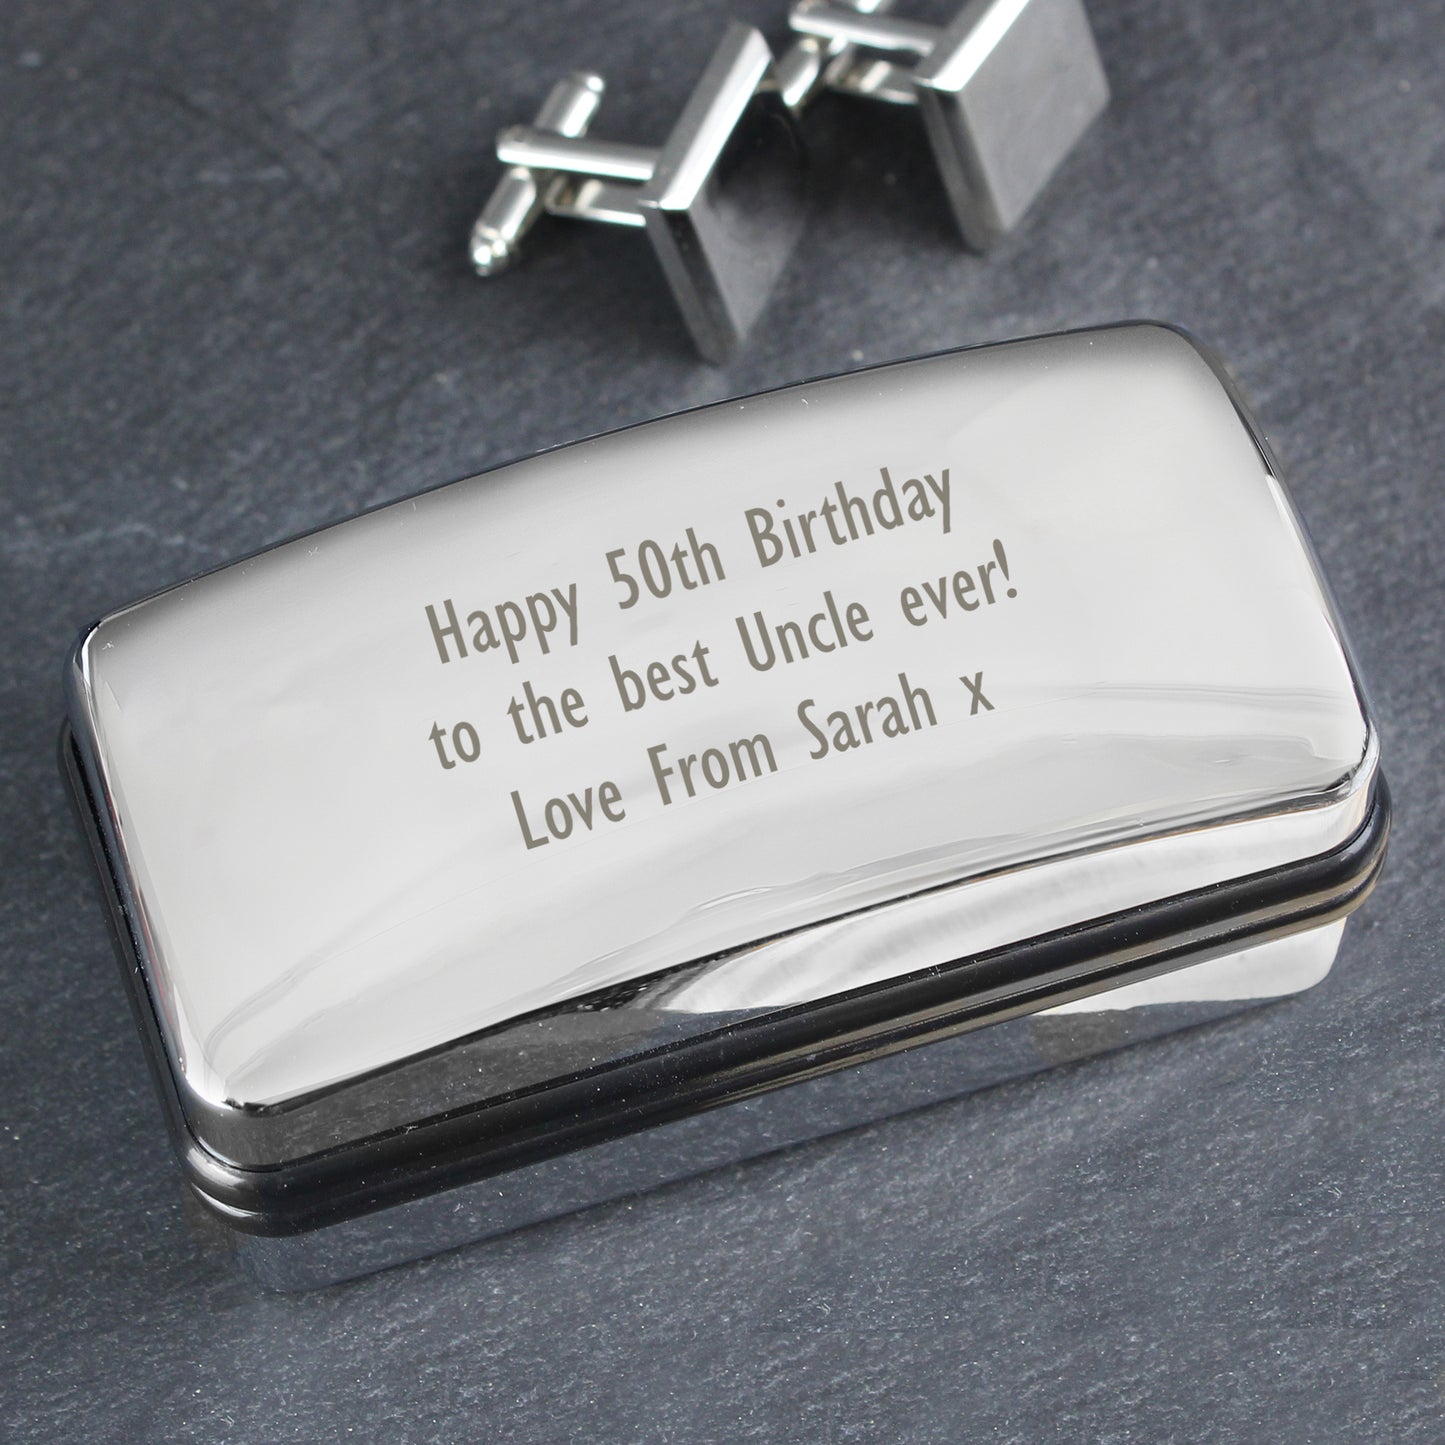 Happy 50th Birthday
to the best Uncle ever!
Love From Sarah x